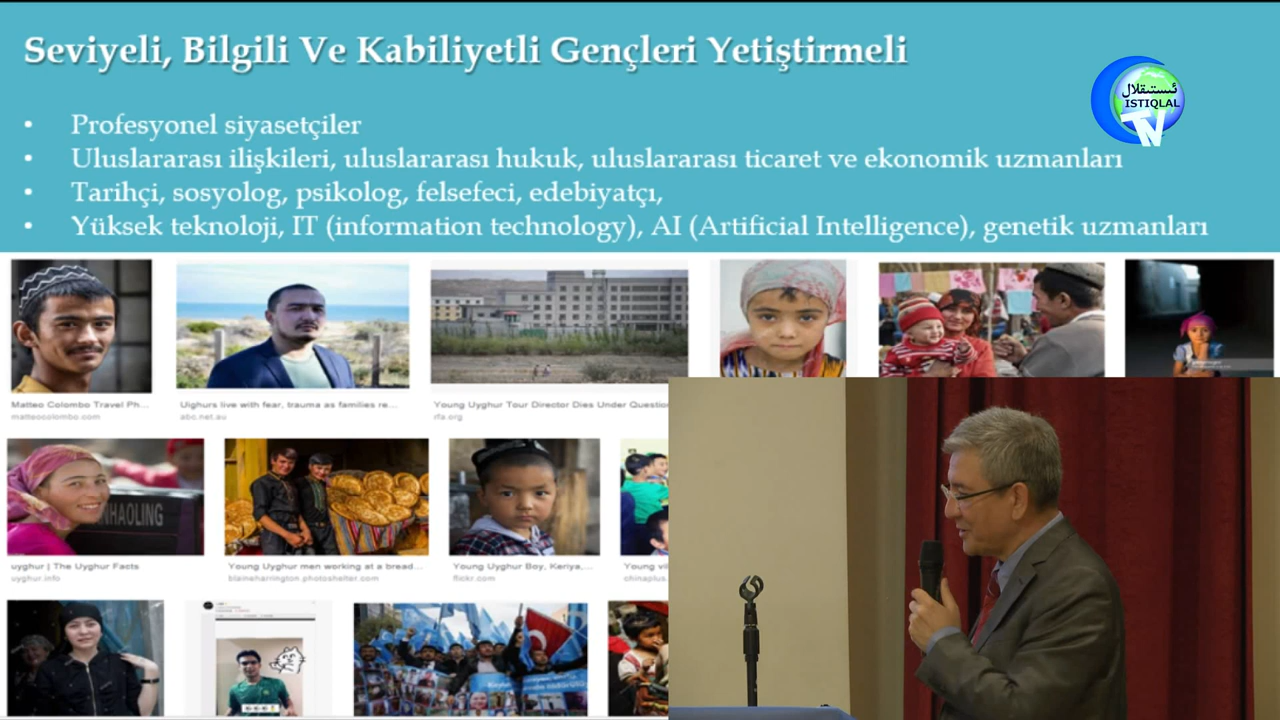 Seviyeli, Bilgili Ve Kabiliyetli Gençleri Yetiştirmeli
ئىستىقلال
ISTIQLAL
TV
• Profesyonel siyasetçiler
• Uluslararası ilişkileri, uluslararası hukuk, uluslararası ticaret ve ekonomik uzmanları
• Tarihçi, sosyolog, psikolog, felsefeci, edebiyatçı,
• Yüksek teknoloji, IT (information technology), AI (Artificial Intelligence), genetik uzmanları
Matteo Colombo Travel Ph...
matteocolombo.com
Uighurs live with fear, trauma as families re...
abc.net.au
Young Uyghur Tour Director Dies Under Questio
rfa.org
NHAOLING
uyghur | The Uyghur Facts
uyghur.info
Young Uyghur men working at a bread...
blaineharrington.photoshelter.com
Young Uyghur Boy, Keriya,...
flickr.com
Young vil
chinaplus.